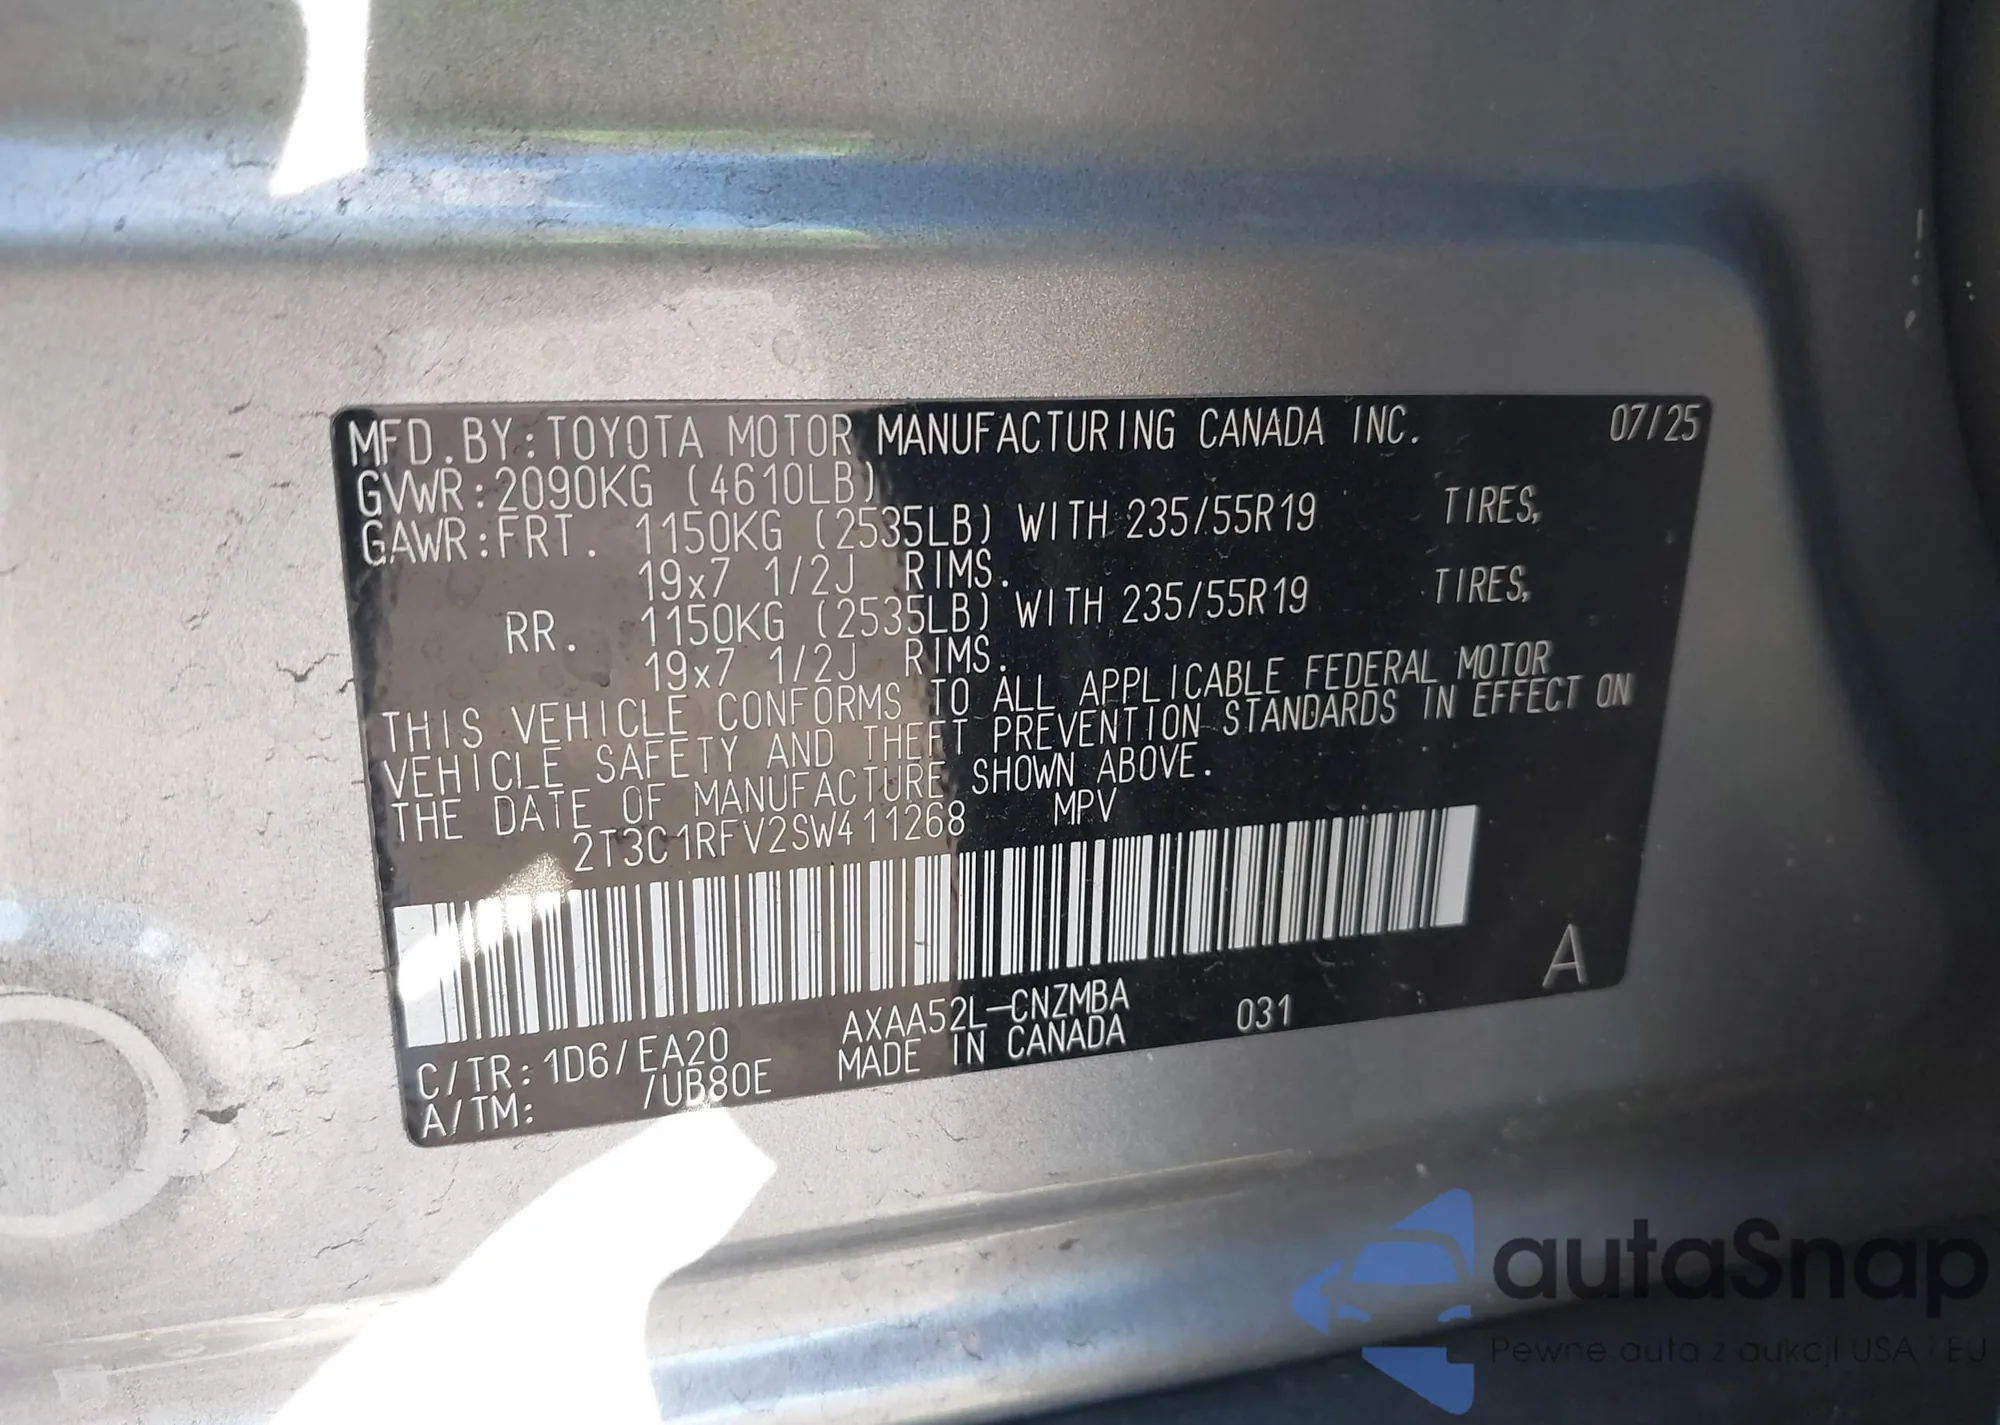 MFD.BY:TOYOTA MOTOR MANUFACTURING CANADA INC. 07/25
GVWR:2090KG (4610LB)
GAWR:FRT. 1150KG (2535LB) WITH 235/55R19 TIRES,
19x7 1/2J RIMS.
RR. 1150KG (2535LB) WITH 235/55R19 TIRES,
19x7 1/2J RIMS.
THIS VEHICLE CONFORMS TO ALL APPLICABLE FEDERAL MOTOR
VEHICLE SAFETY AND THEFT PREVENTION STANDARDS IN EFFECT ON
THE DATE OF MANUFACTURE SHOWN ABOVE.
2T3C1RFV2SW411268 MPV
A
C/TR:1D6/EA20 AXAA52L-CNZMBA 031
A/TM: /UB80E MADE IN CANADA
autaSnap
Pewne auta z aukcji USA i EU